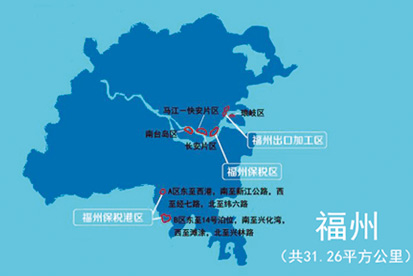 马江—快安片区
琅岐区
南台岛区
福州出口加工区
长安片区
福州保税区
A区东至西港，南至新江公路，西
至经七路，北至纬六路
福州保税港区
B区东至14号泊位，南至兴化湾，
西至滩涂，北至兴林路
福州
（共31.26平方公里）